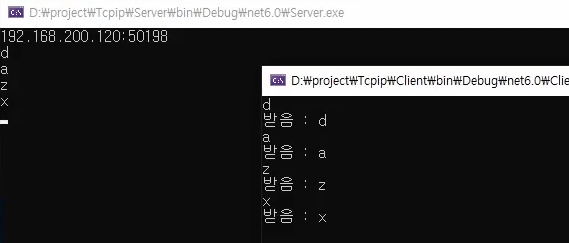 D:₩project₩Tcpip₩Server₩bin₩Debug₩net6.0₩Server.exe
192.168.200.120:50198
d
a
z
x
D:₩project₩Tcpip₩Client₩bin₩Debug₩net6.0₩Clie
d
받음 : d
a
받음 : a
z
받음 : z
x
받음 : x